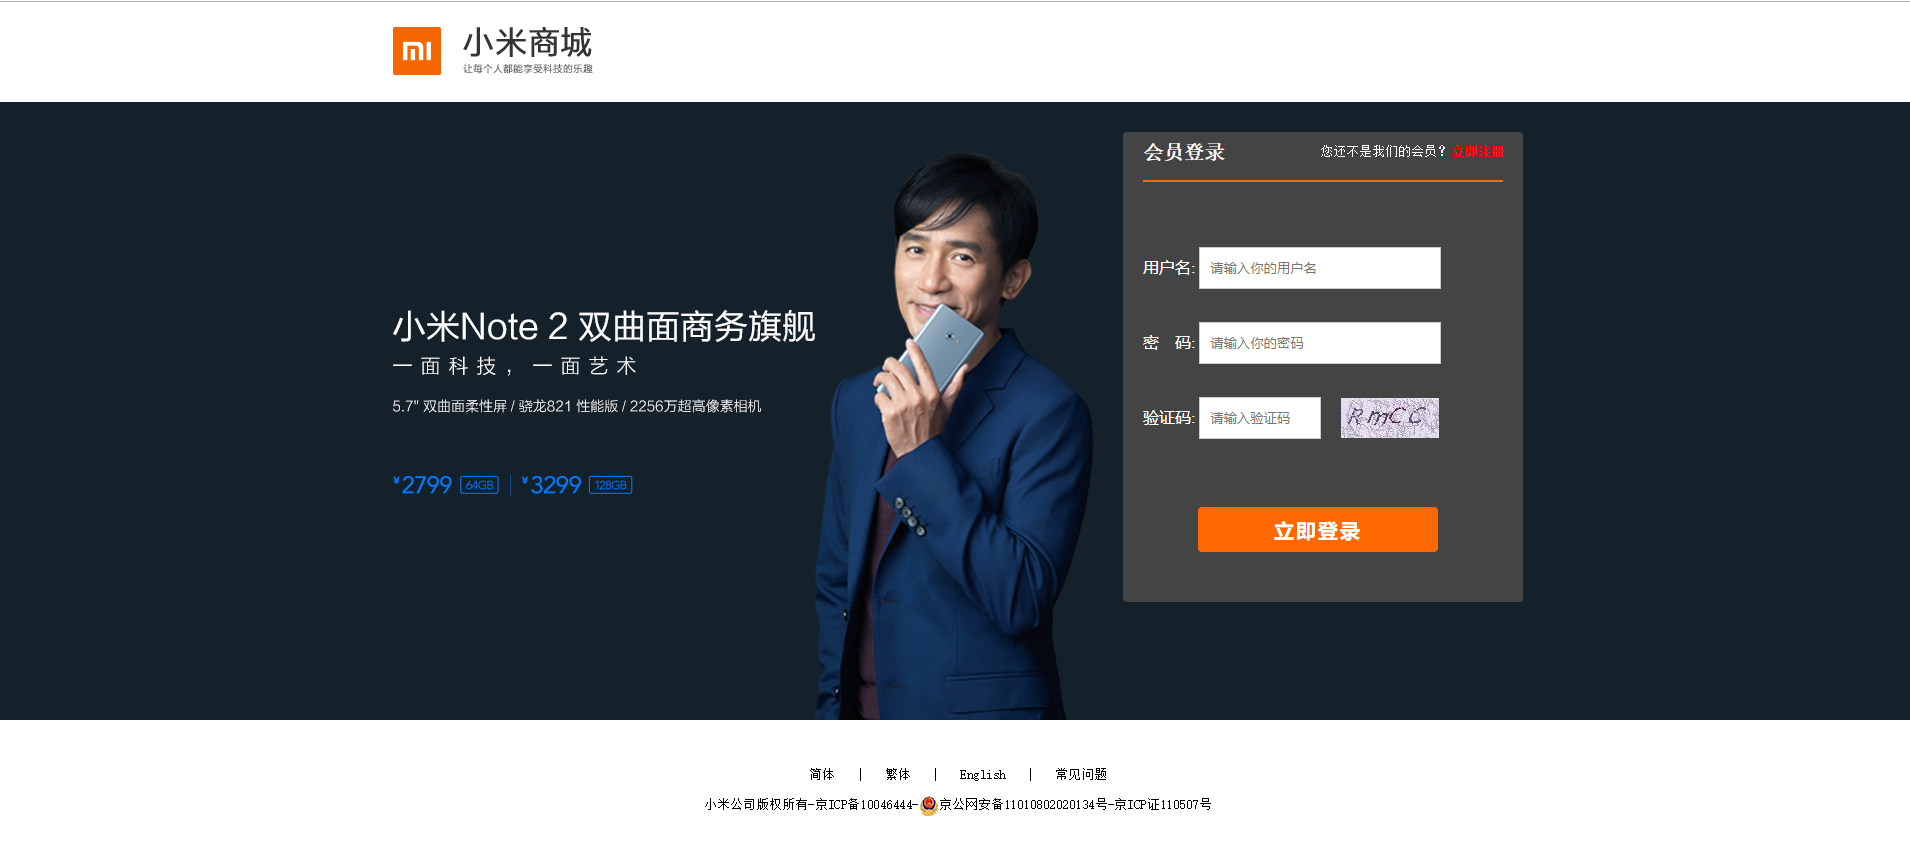 小米商城
让每个人都能享受科技的乐趣
会员登录
您还不是我们的会员? 立即注册
用户名: 请输入你的用户名
小米Note 2 双曲面商务旗舰
密 码: 请输入你的密码
一面科技，一面艺术
5.7" 双曲面柔性屏 / 骁龙821 性能版 / 2256万超高像素相机
验证码: 请输入验证码 RmCC
¥2799 64GB | ¥3299 128GB
立即登录
简体 | 繁体 | English | 常见问题
小米公司版权所有-京ICP备10046444-京公网安备11010802020134号-京ICP证110507号